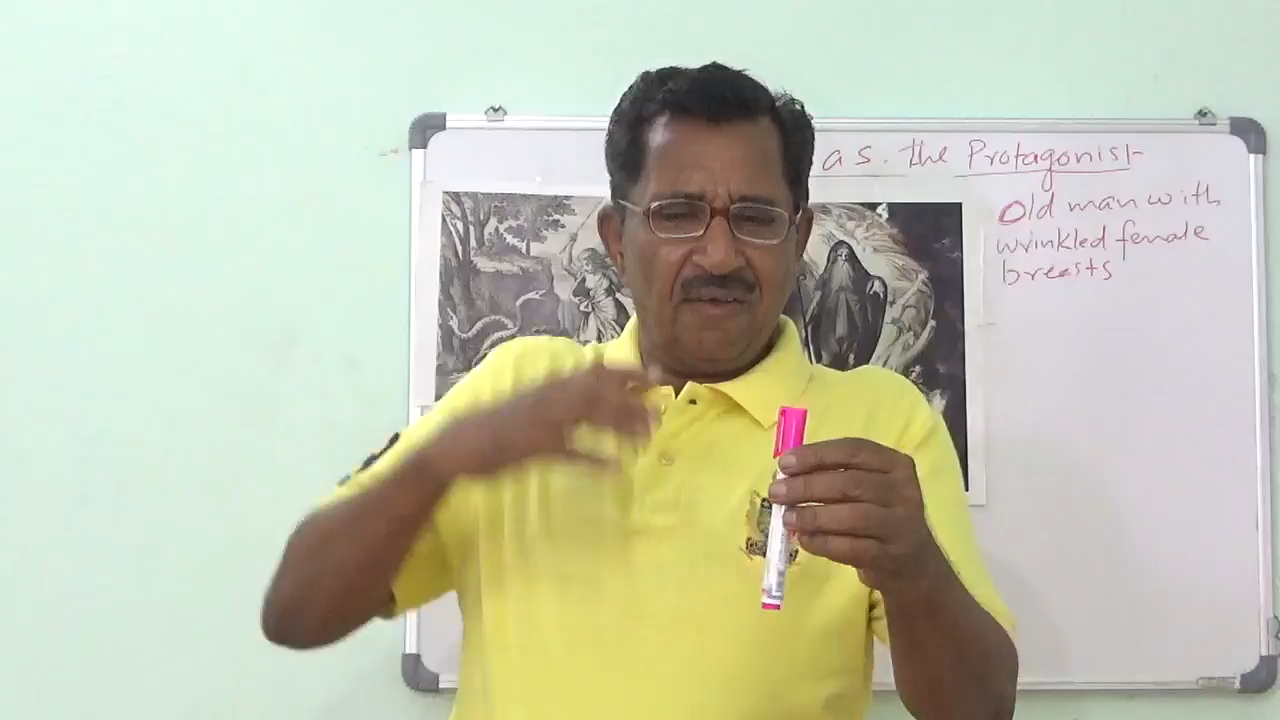 as. the Protagonist
Old man with
wrinkled female
breasts